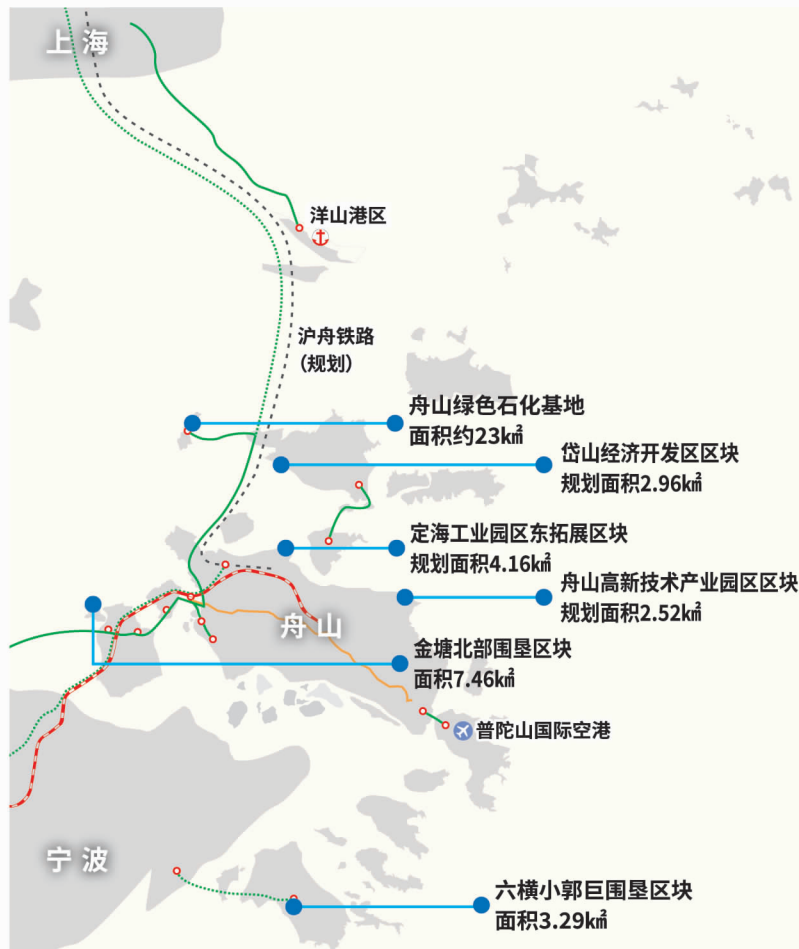 上海
洋山港区
沪舟铁路
（规划）
舟山绿色石化基地
面积约23k㎡
岱山经济开发区区块
规划面积2.96k㎡
定海工业园区东拓展区块
规划面积4.16k㎡
舟山高新技术产业园区区块
规划面积2.52k㎡
舟山
金塘北部围垦区块
面积7.46k㎡
普陀山国际空港
宁波
六横小郭巨围垦区块
面积3.29k㎡